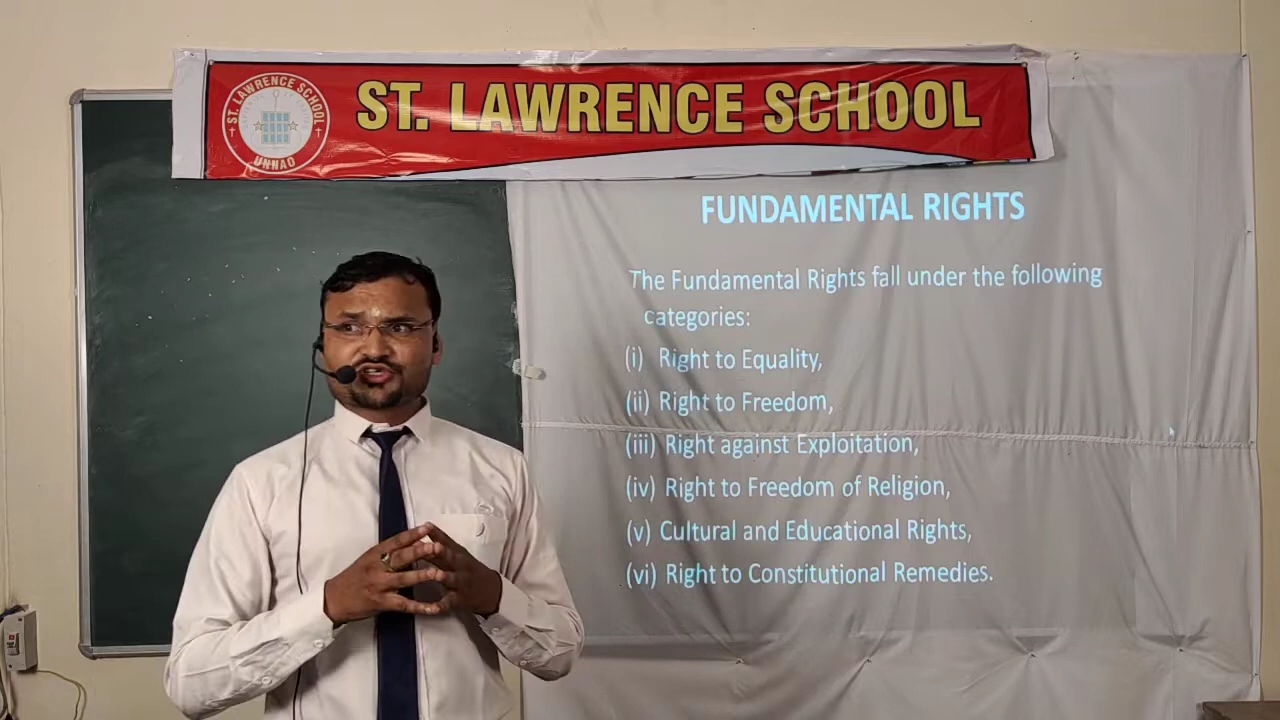 ST. LAWRENCE SCHOOL
ST. LAWRENCE SCHOOL
UNNAO
FUNDAMENTAL RIGHTS
The Fundamental Rights fall under the following
categories:
(i) Right to Equality,
(ii) Right to Freedom,
(iii) Right against Exploitation,
(iv) Right to Freedom of Religion,
(v) Cultural and Educational Rights,
(vi) Right to Constitutional Remedies.